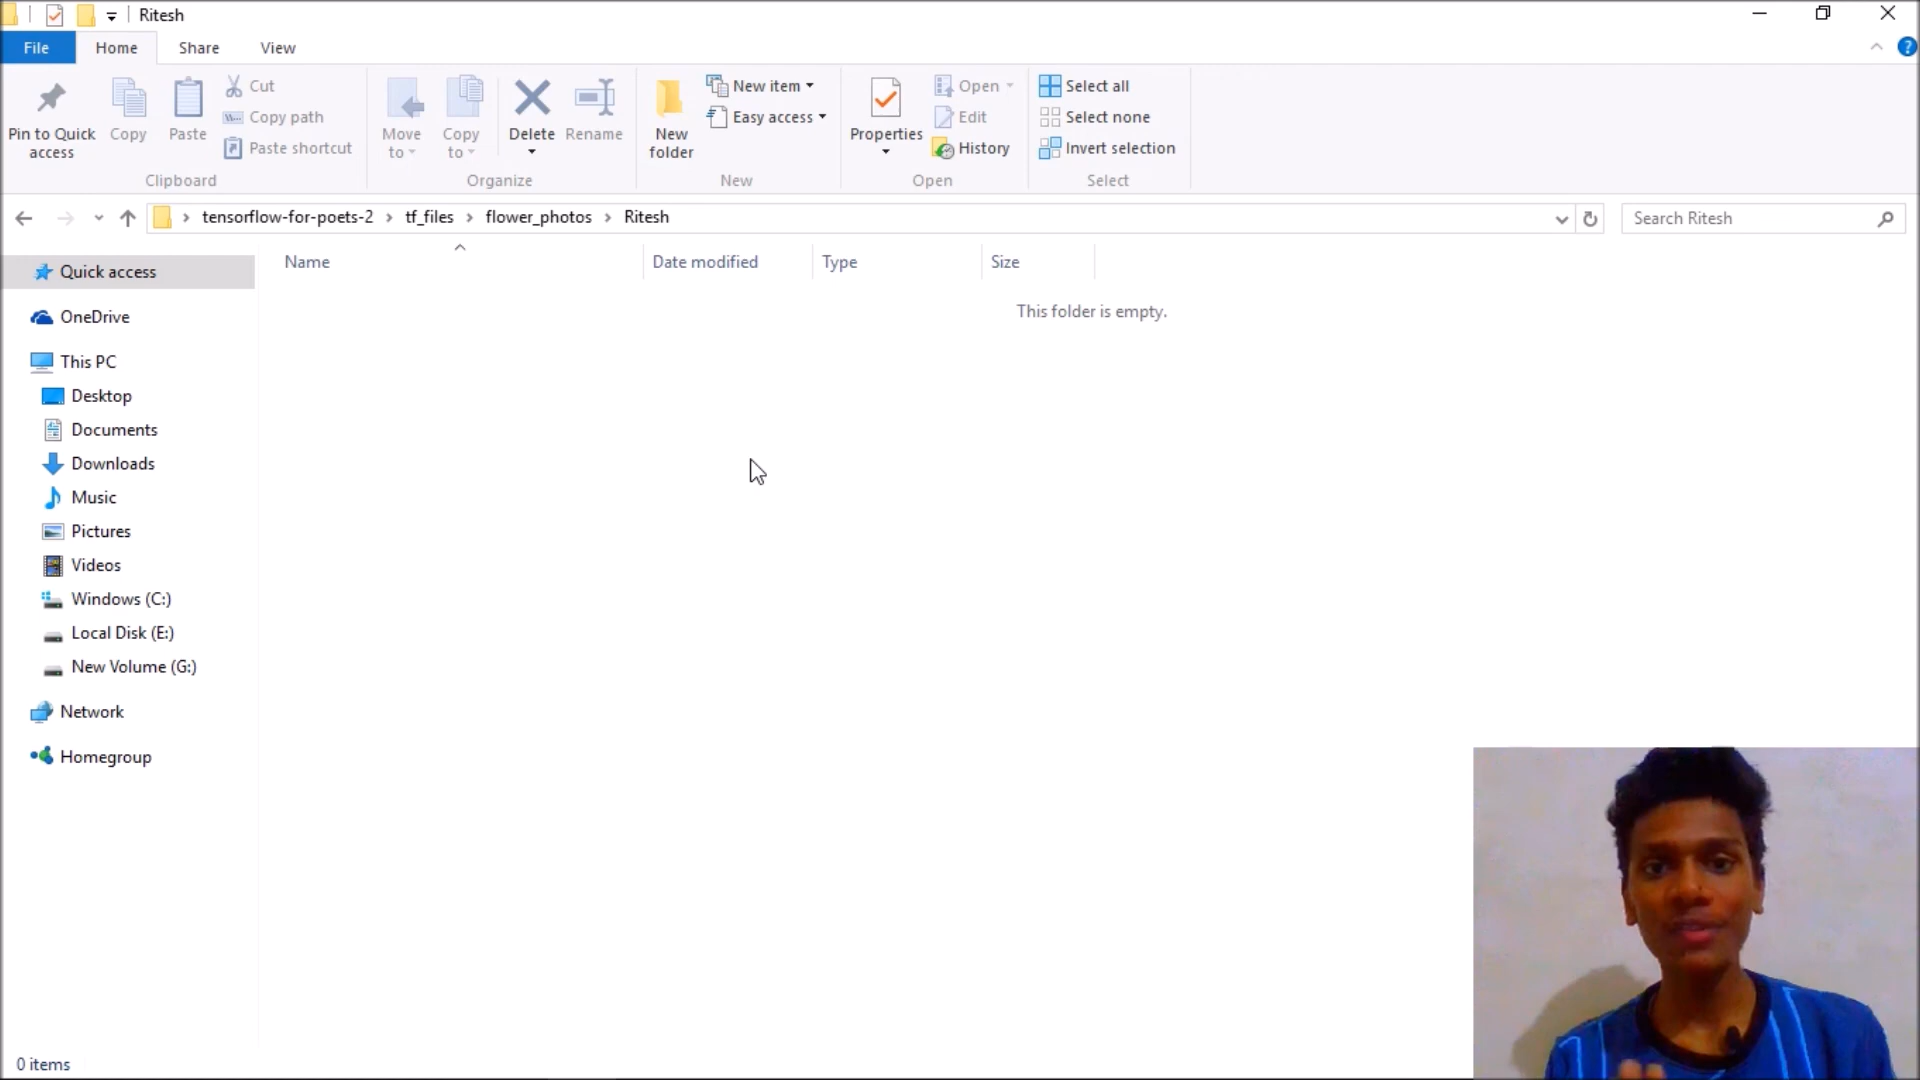 Ritesh
File Home Share View
Pin to Quick access
Copy
Paste
Cut
Copy path
Paste shortcut
Clipboard
Move to
Copy to
Delete
Rename
Organize
New folder
New item
Easy access
New
Properties
Open
Edit
History
Open
Select all
Select none
Invert selection
Select
tensorflow-for-poets-2 > tf_files > flower_photos > Ritesh
Search Ritesh
Name Date modified Type Size
This folder is empty.
Quick access
OneDrive
This PC
Desktop
Documents
Downloads
Music
Pictures
Videos
Windows (C:)
Local Disk (E:)
New Volume (G:)
Network
Homegroup
0 items